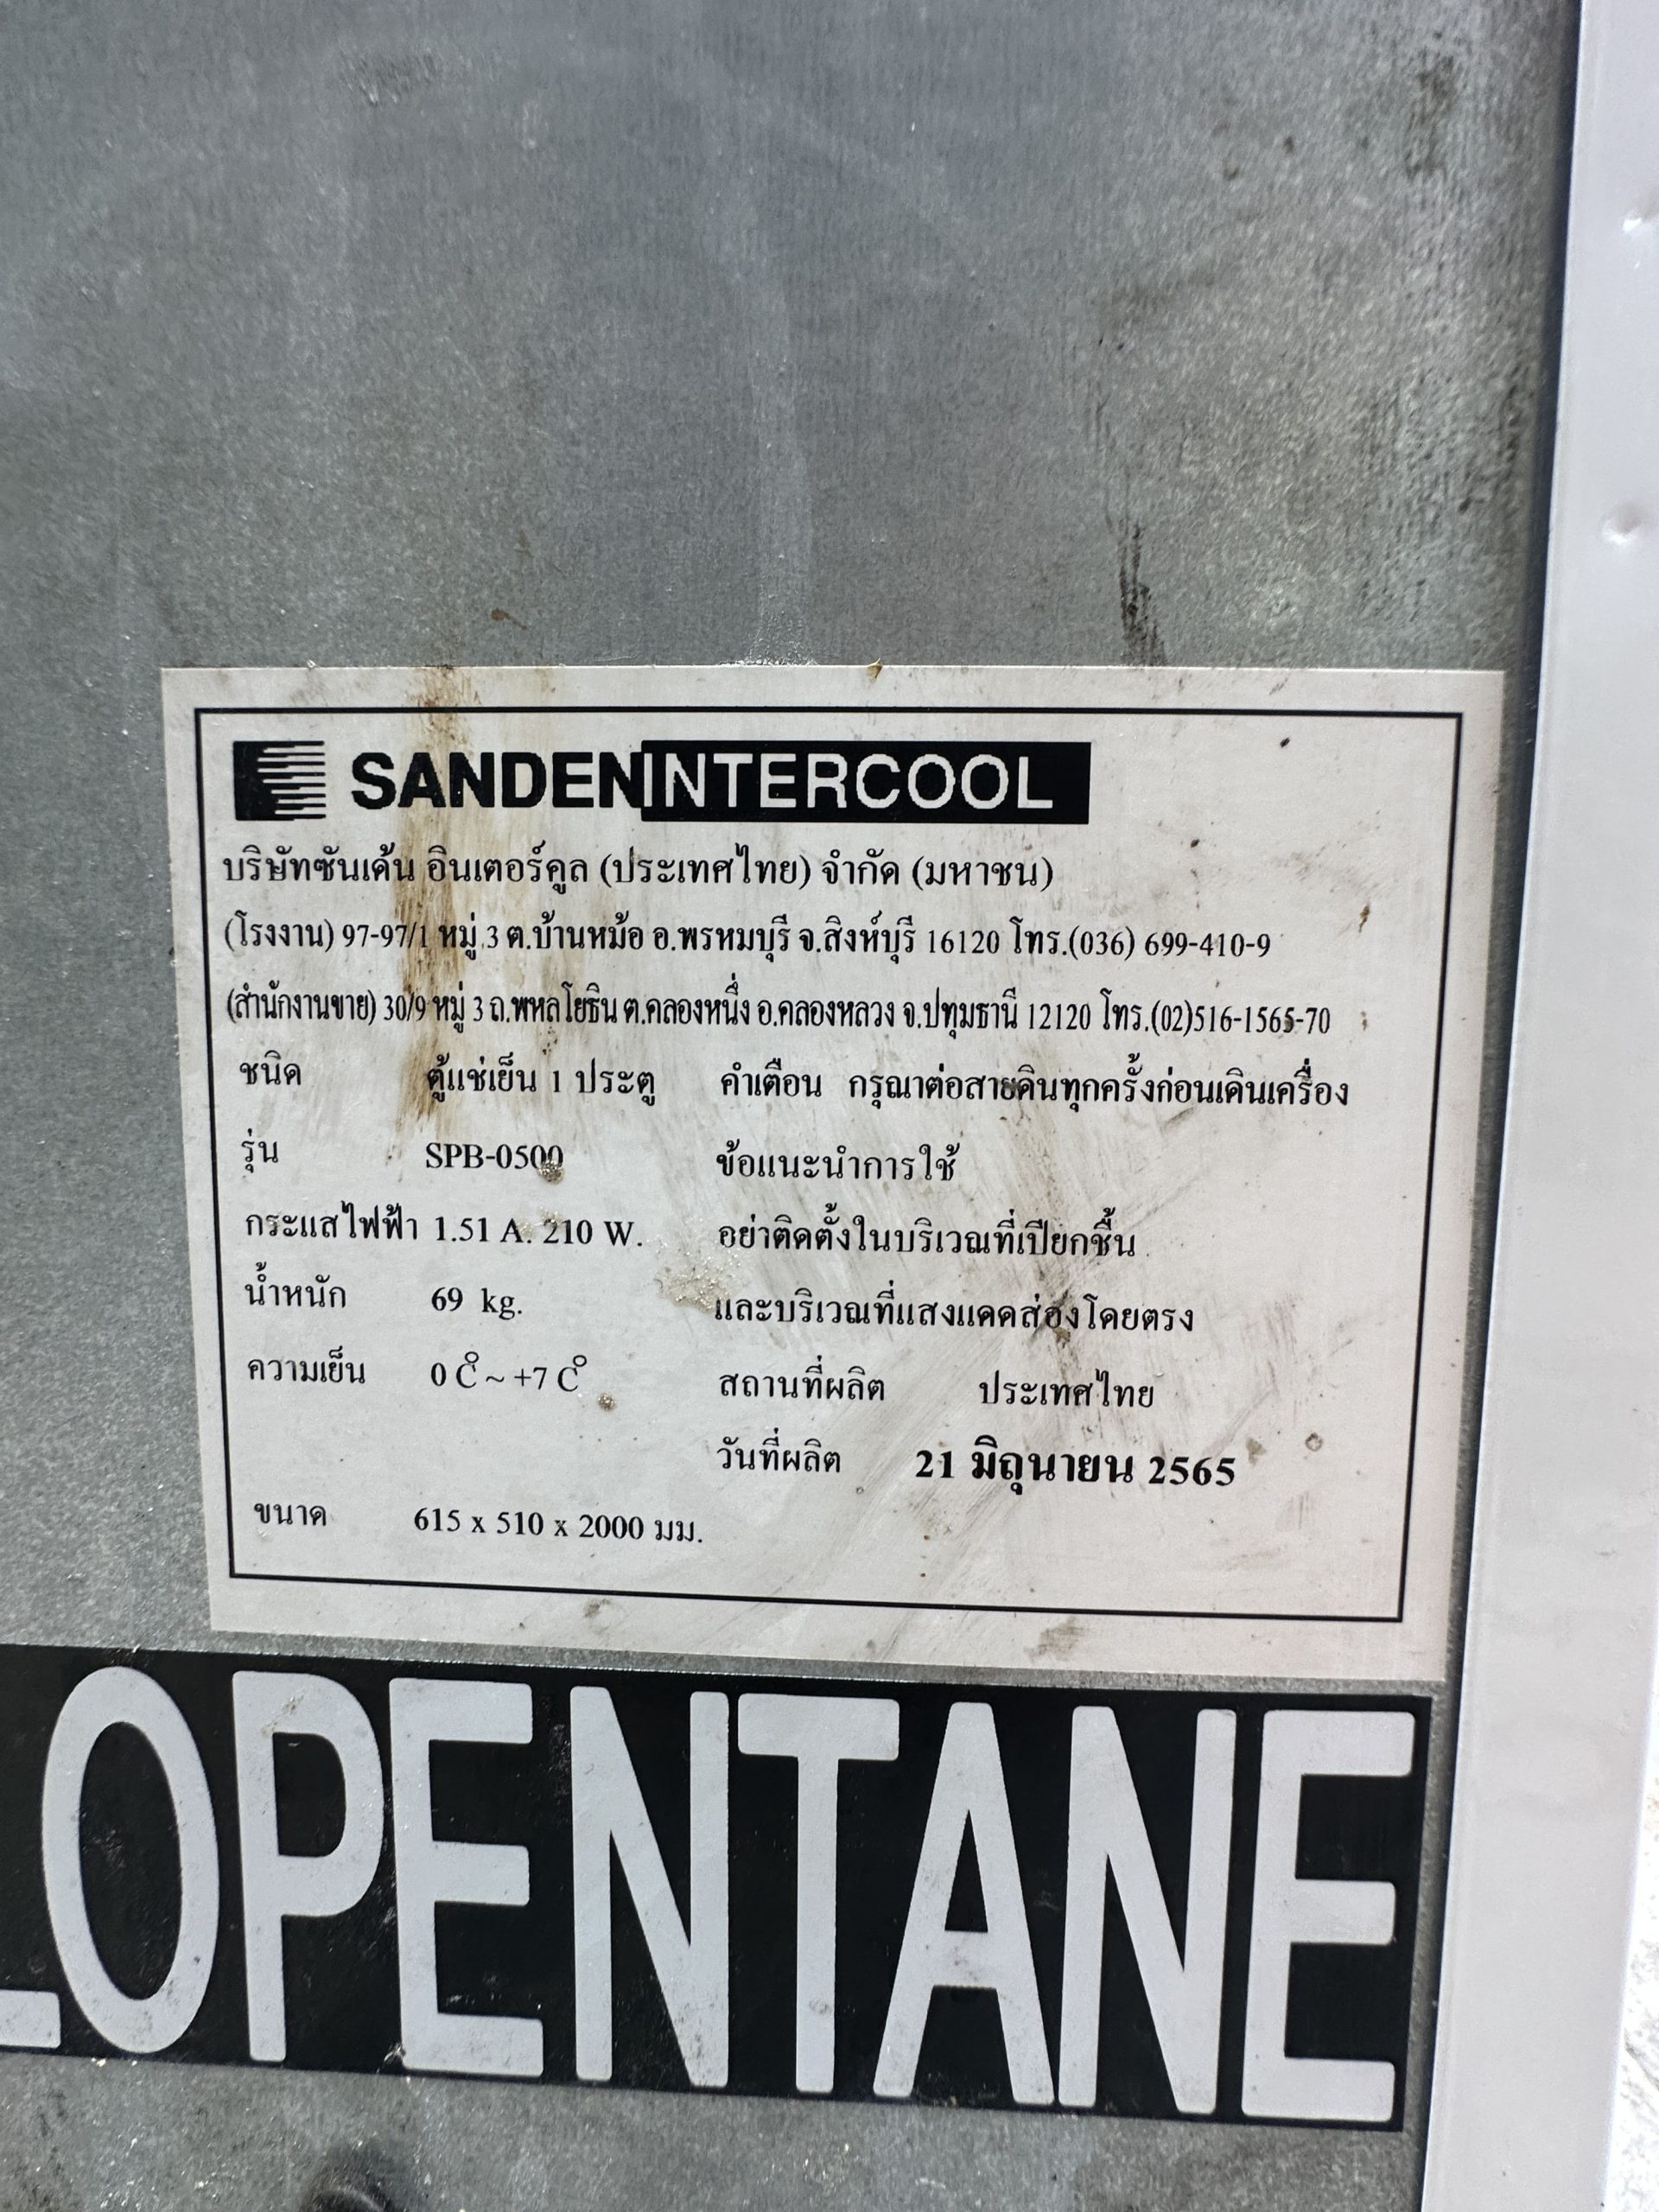 SANDENINTERCOOL
บริษัทซันเด้น อินเตอร์คูล (ประเทศไทย) จำกัด (มหาชน)
(โรงงาน) 97-97/1 หมู่ 3 ต.บ้านหม้อ อ.พรหมบุรี จ.สิงห์บุรี 16120 โทร.(036) 699-410-9
(สำนักงานขาย) 30/9 หมู่ 3 ถ.พหลโยธิน ต.คลองหนึ่ง อ.คลองหลวง จ.ปทุมธานี 12120 โทร.(02)516-1565-70
ชนิด ตู้แช่เย็น 1 ประตู คำเตือน กรุณาต่อสายดินทุกครั้งก่อนเดินเครื่อง
รุ่น SPB-0500 ข้อแนะนำการใช้
กระแสไฟฟ้า 1.51 A. 210 W. อย่าติดตั้งในบริเวณที่เปียกชื้น
น้ำหนัก 69 kg. และบริเวณที่แสงแดดส่องโดยตรง
ความเย็น 0 C° ~ +7 C° สถานที่ผลิต ประเทศไทย
วันที่ผลิต 21 มิถุนายน 2565
ขนาด 615 x 510 x 2000 มม.
LOPENTANE